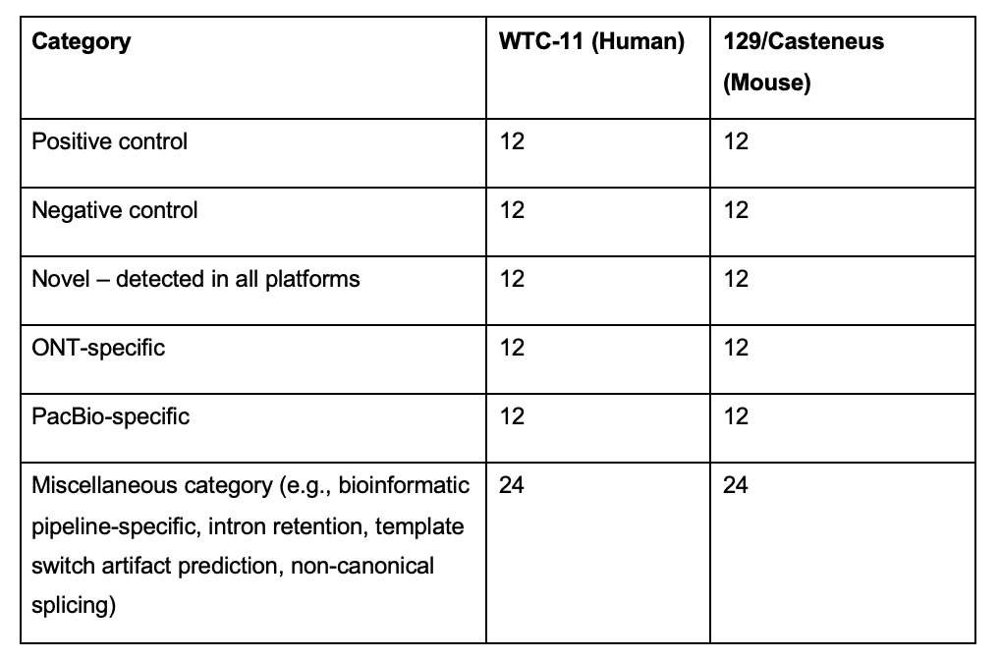 Category WTC-11 (Human) 129/Casteneus
(Mouse)
Positive control 12 12
Negative control 12 12
Novel – detected in all platforms 12 12
ONT-specific 12 12
PacBio-specific 12 12
Miscellaneous category (e.g., bioinformatic 24 24
pipeline-specific, intron retention, template
switch artifact prediction, non-canonical
splicing)